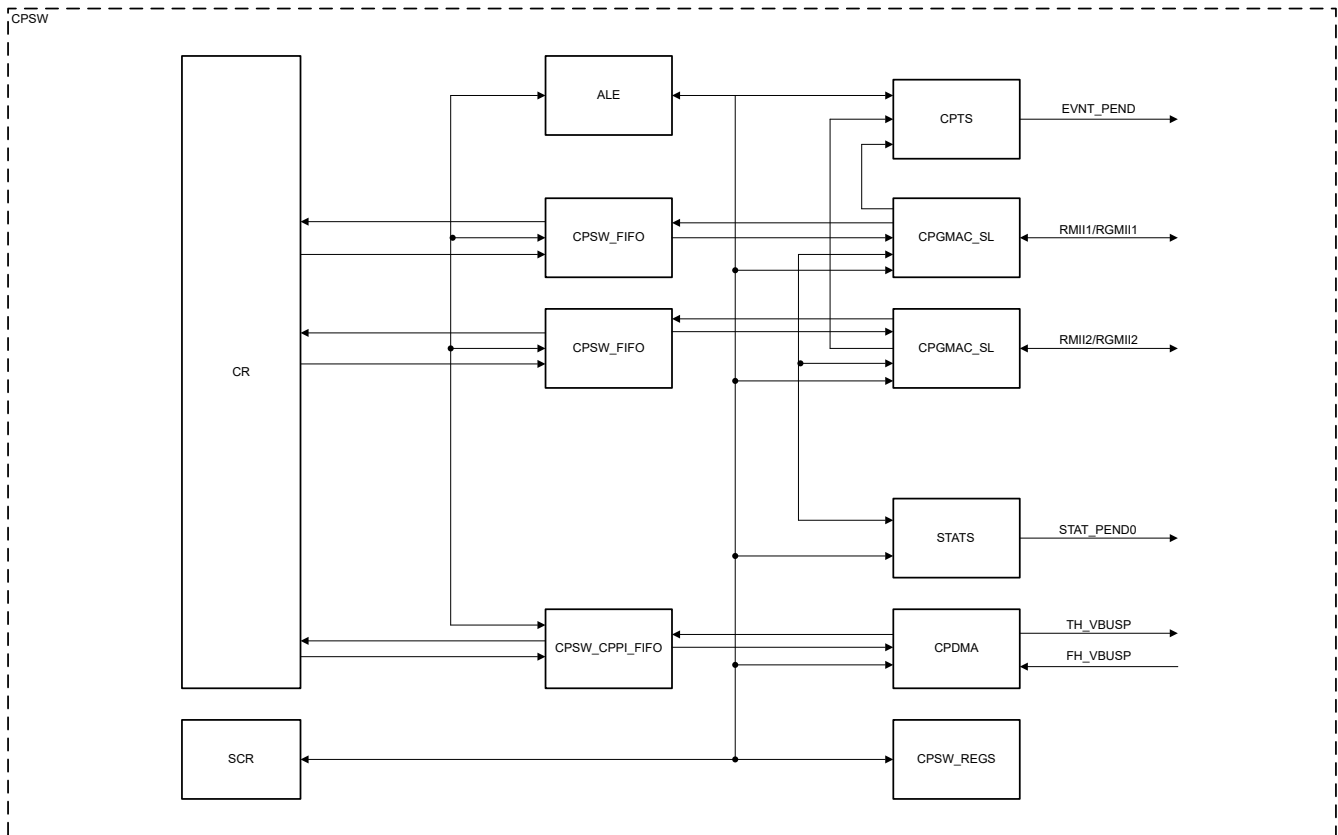 CPSW
ALE
CPTS
EVNT_PEND
CPSW_FIFO
CPGMAC_SL
RMII1/RGMII1
CR
CPSW_FIFO
CPGMAC_SL
RMII2/RGMII2
STATS
STAT_PEND0
CPSW_CPPI_FIFO
CPDMA
TH_VBUSP
FH_VBUSP
SCR
CPSW_REGS